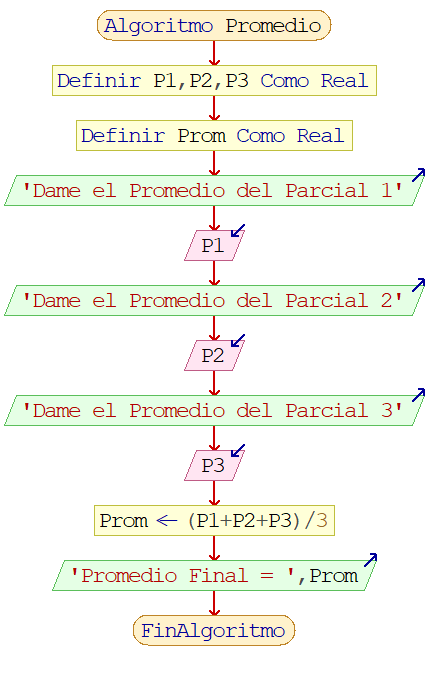 Algoritmo Promedio
Definir P1,P2,P3 Como Real
Definir Prom Como Real
'Dame el Promedio del Parcial 1'
P1
'Dame el Promedio del Parcial 2'
P2
'Dame el Promedio del Parcial 3'
P3
Prom ← (P1+P2+P3)/3
'Promedio Final = ',Prom
FinAlgoritmo